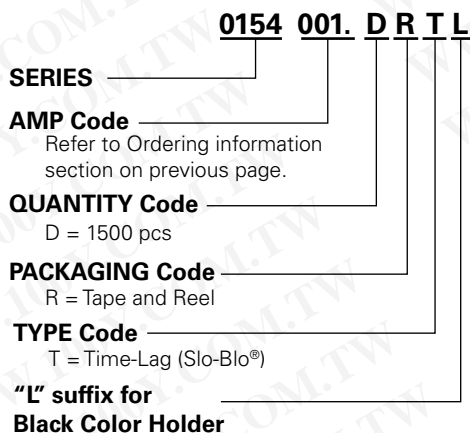 0154 001. D R T L
SERIES
AMP Code
Refer to Ordering information
section on previous page.
QUANTITY Code
D = 1500 pcs
PACKAGING Code
R = Tape and Reel
TYPE Code
T = Time-Lag (Slo-Blo®)
"L" suffix for
Black Color Holder